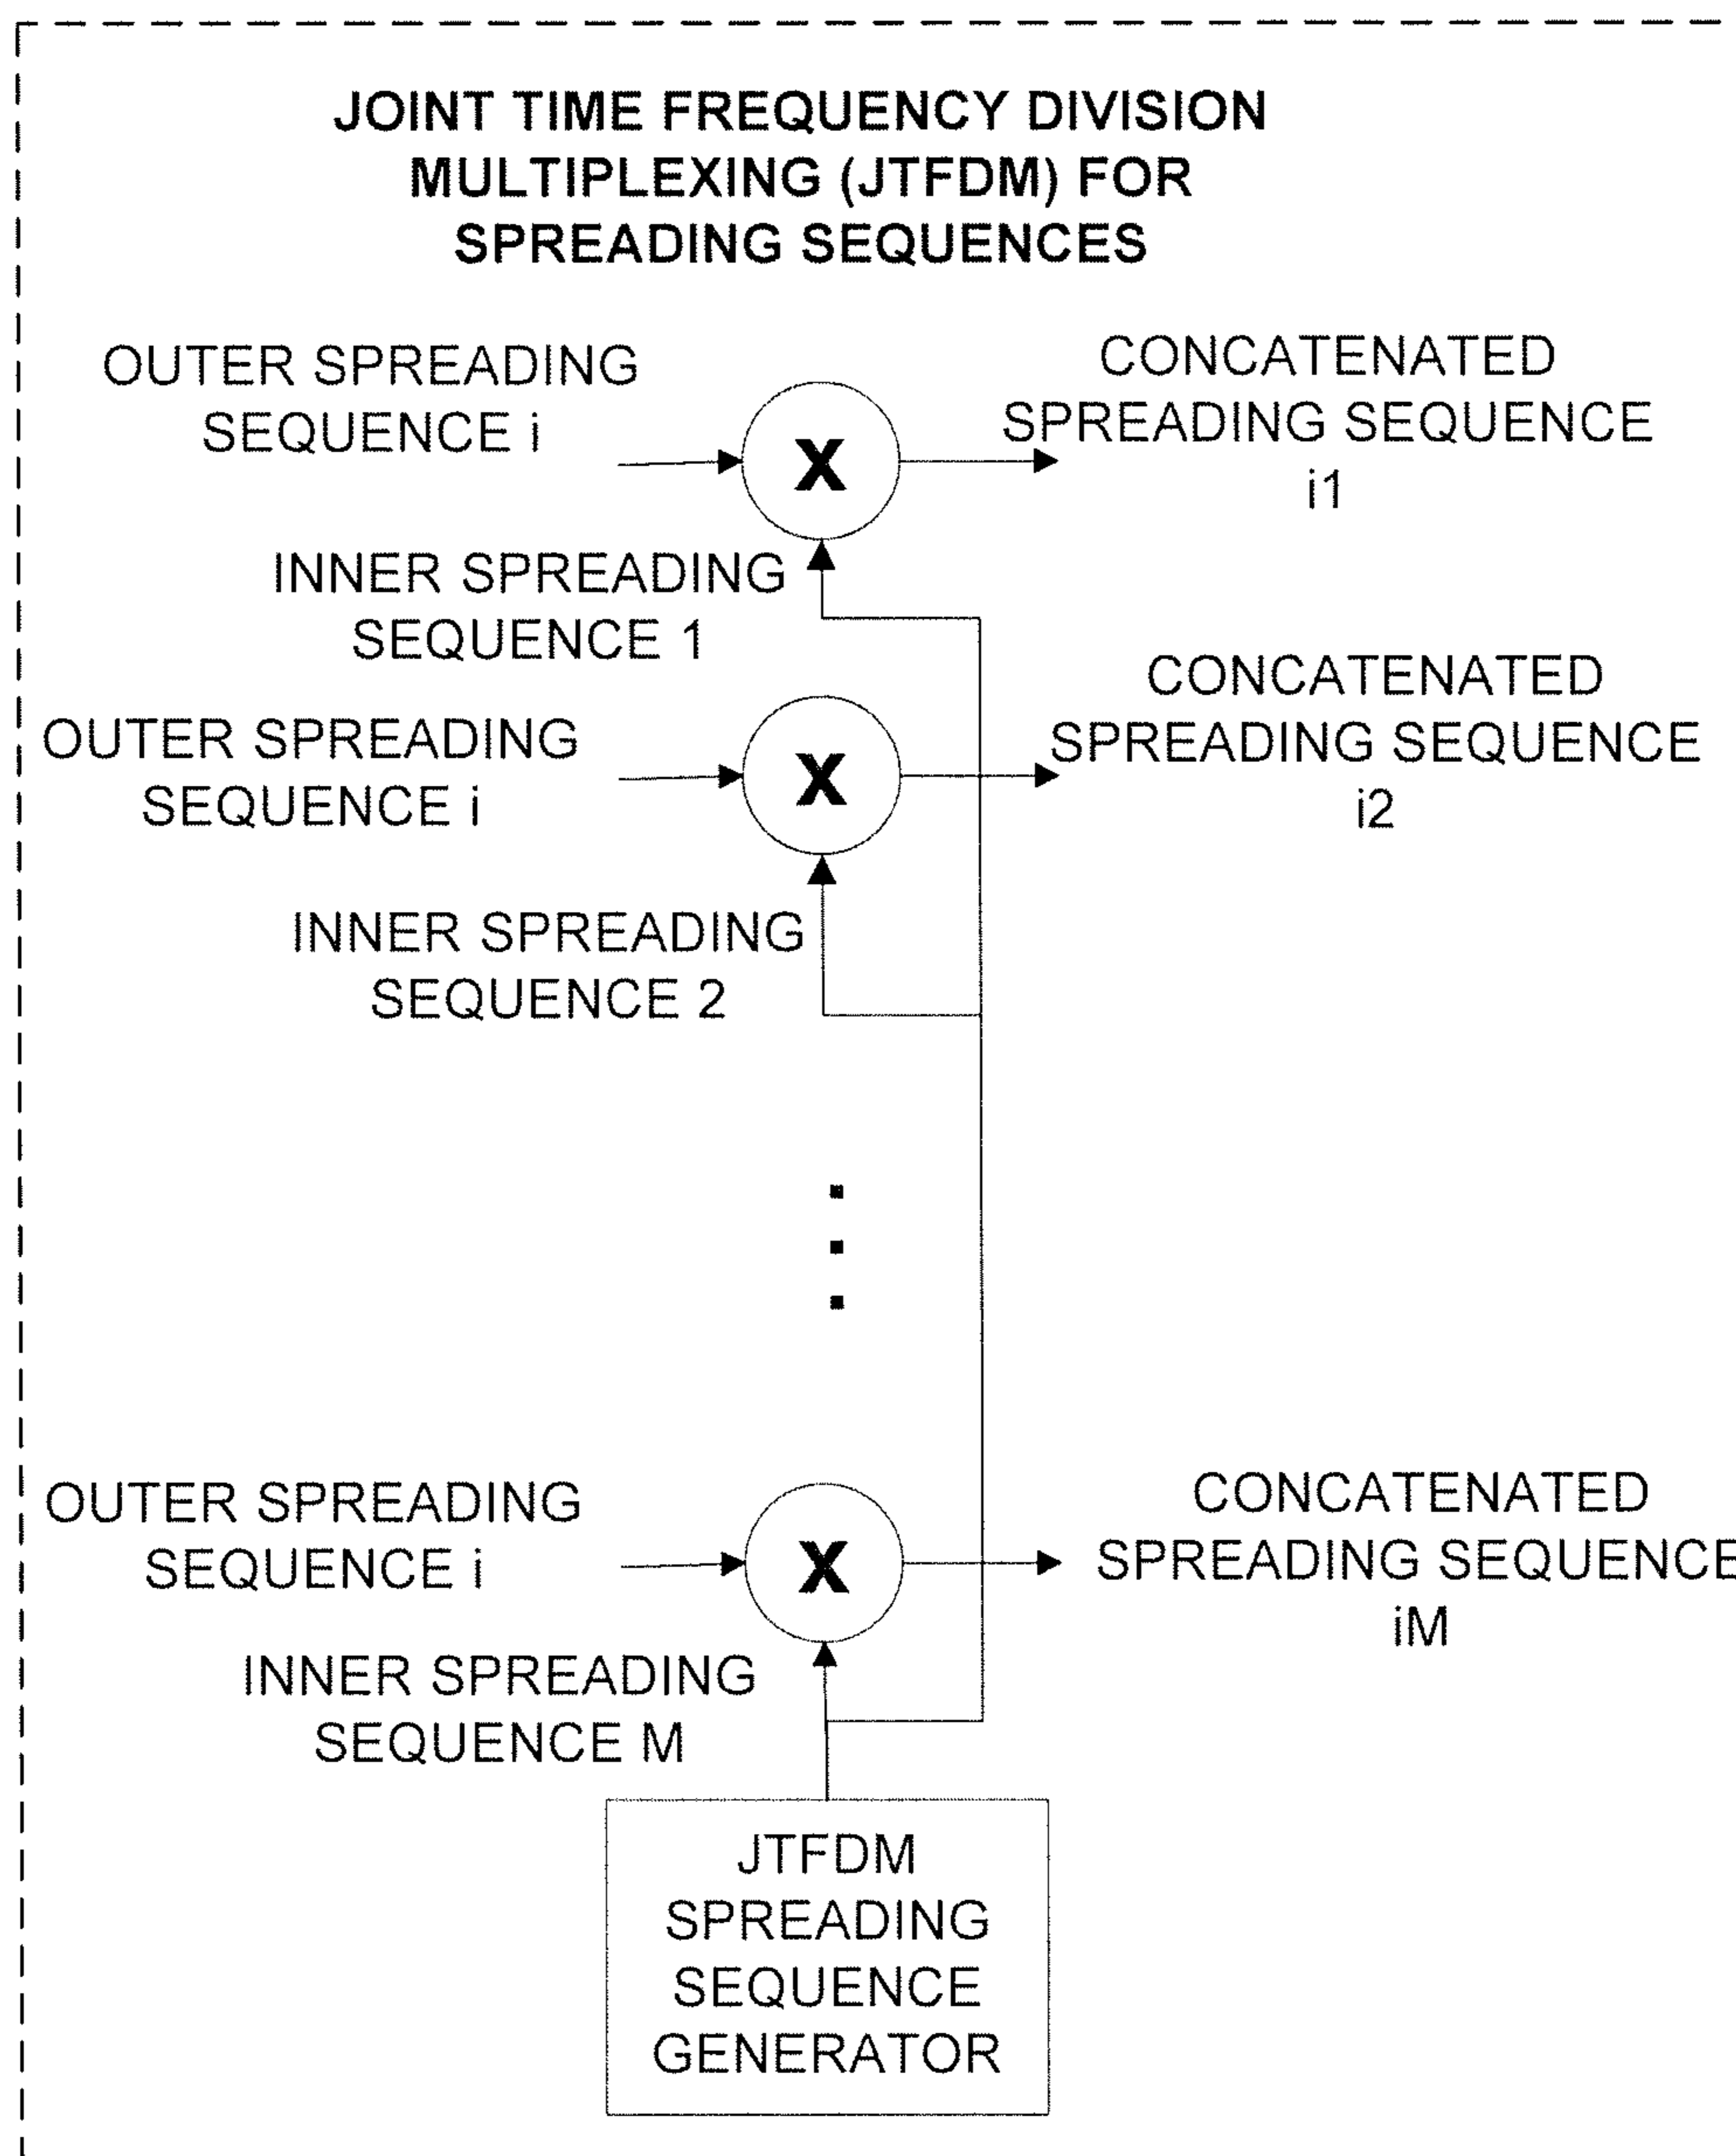 JOINT TIME FREQUENCY DIVISION
MULTIPLEXING (JTFDM) FOR
SPREADING SEQUENCES
OUTER SPREADING
SEQUENCE i
X
CONCATENATED
SPREADING SEQUENCE
i1
INNER SPREADING
SEQUENCE 1
OUTER SPREADING
SEQUENCE i
X
CONCATENATED
SPREADING SEQUENCE
i2
INNER SPREADING
SEQUENCE 2
OUTER SPREADING
SEQUENCE i
X
CONCATENATED
SPREADING SEQUENCE
iM
INNER SPREADING
SEQUENCE M
JTFDM
SPREADING
SEQUENCE
GENERATOR